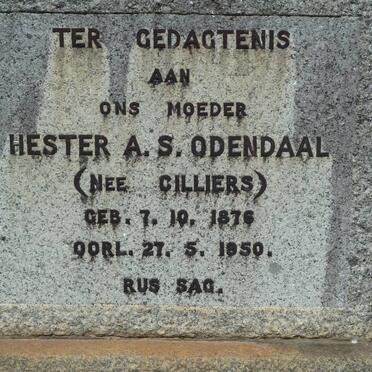 TER GEDAGTENIS
AAN
ONS MOEDER
HESTER A. S. ODENDAAL
(NEE CILLIERS)
GEB. 7. 10. 1876
OORL. 27. 5. 1950.
RUS SAG.